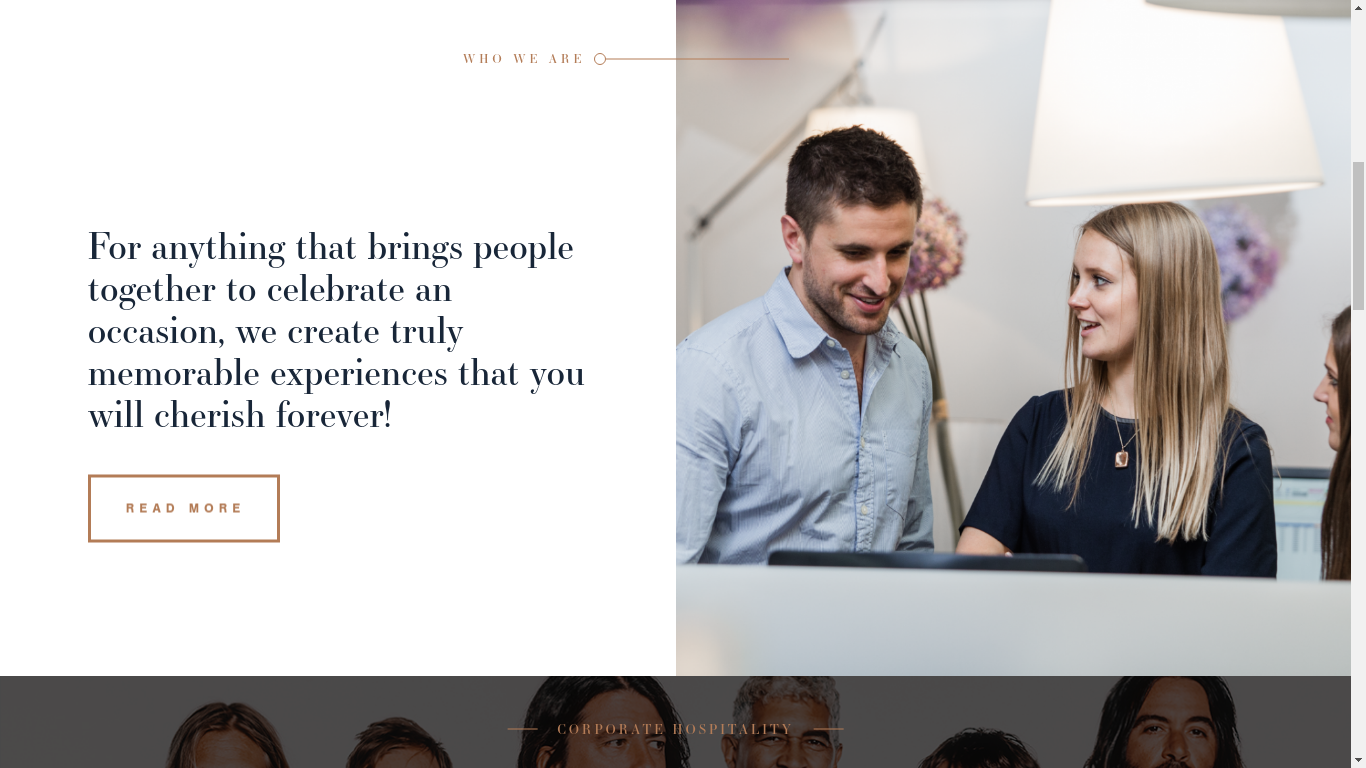 WHO WE ARE
For anything that brings people
together to celebrate an
occasion, we create truly
memorable experiences that you
will cherish forever!
READ MORE
CORPORATE HOSPITALITY